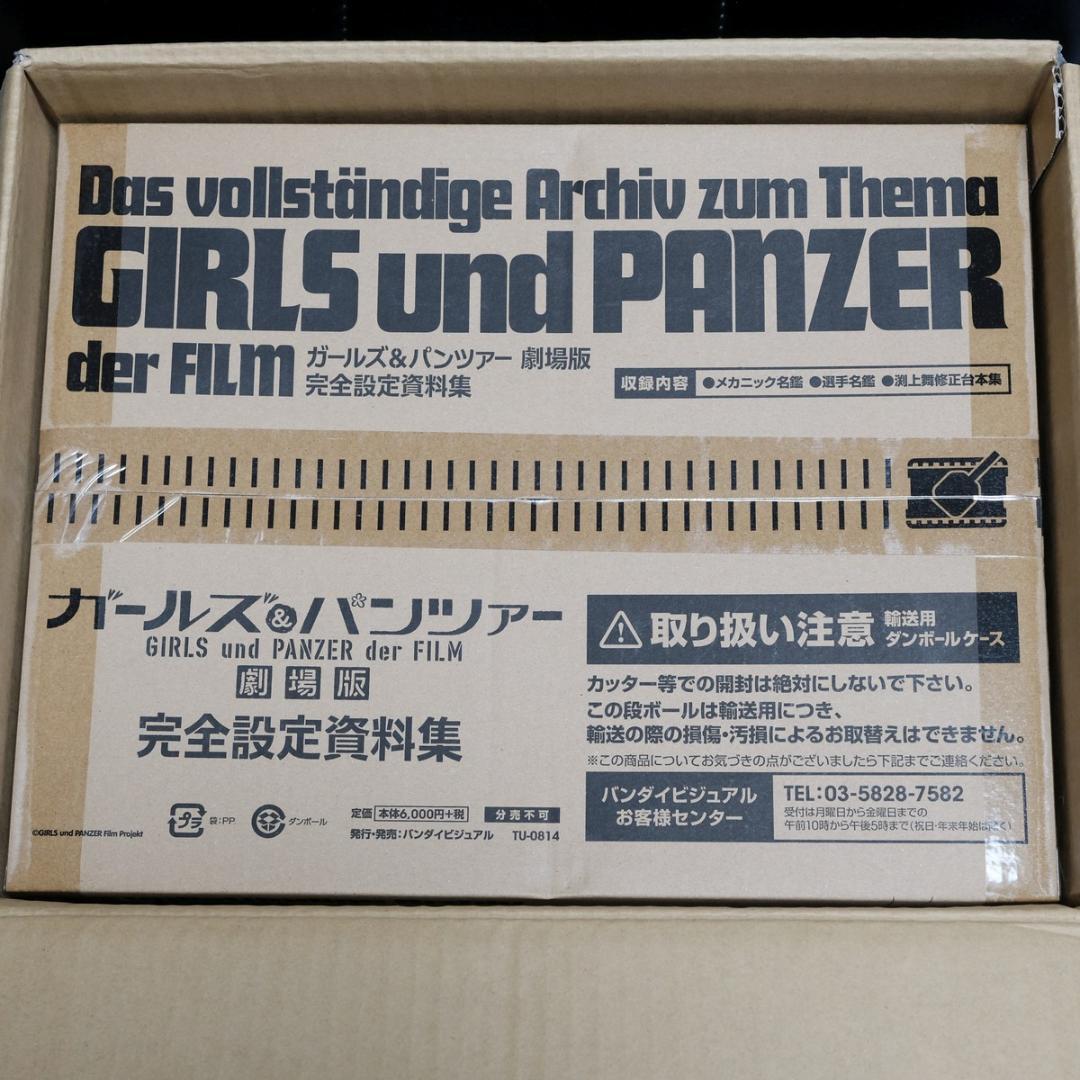 Das vollständige Archiv zum Thema
GIRLS und PANZER
der FILM
ガールズ&パンツァー 劇場版
完全設定資料集
収録内容 ●メカニック名鑑 ●選手名鑑 ●渕上舞修正台本集
ガールズ&パンツァー
GIRLS und PANZER der FILM
劇場版
完全設定資料集
©GIRLS und PANZER Film Projekt
プラ 袋:PP. ダンボール
定価 本体6,000円+税 分売不可
発行・発売:バンダイビジュアル TU-0814
取り扱い注意 輸送用
ダンボールケース
カッター等での開封は絶対にしないで下さい。
この段ボールは輸送用につき、
輸送の際の損傷・汚損によるお取替えはできません。
※この商品についてお気づきの点がございましたら下記までご連絡ください。
バンダイビジュアル
お客様センター
TEL:03-5828-7582
受付は月曜日から金曜日までの
午前10時から午後5時まで(祝日・年末年始は除く)